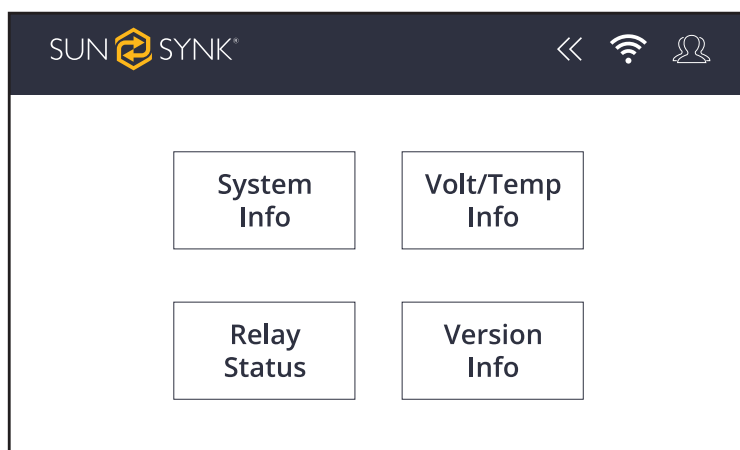 SUN SYNK®
System
Info
Volt/Temp
Info
Relay
Status
Version
Info